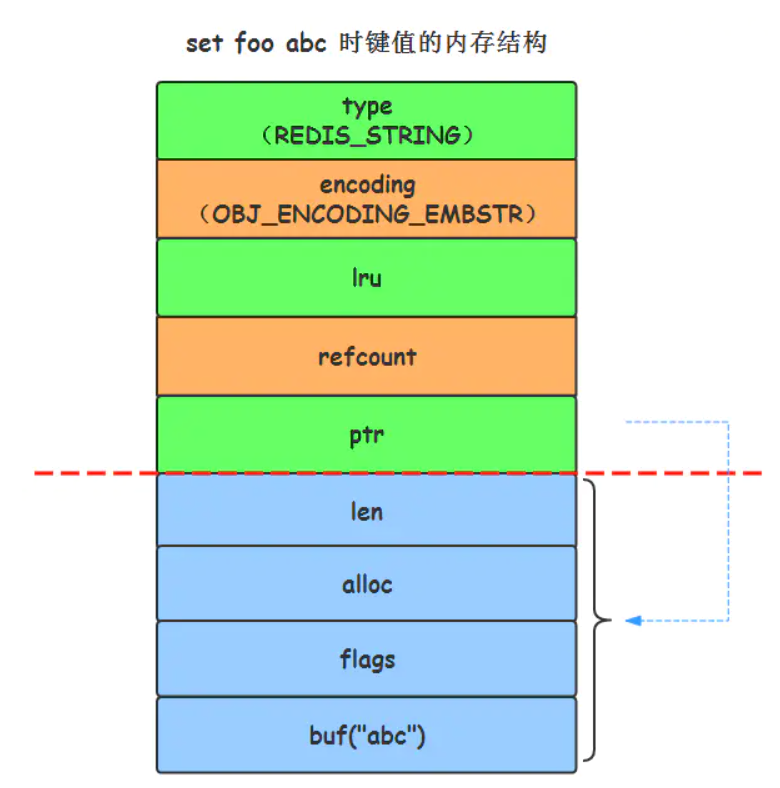 set foo abc 时键值的内存结构
type
（REDIS_STRING）
encoding
（OBJ_ENCODING_EMBSTR）
lru
refcount
ptr
len
alloc
flags
buf("abc")